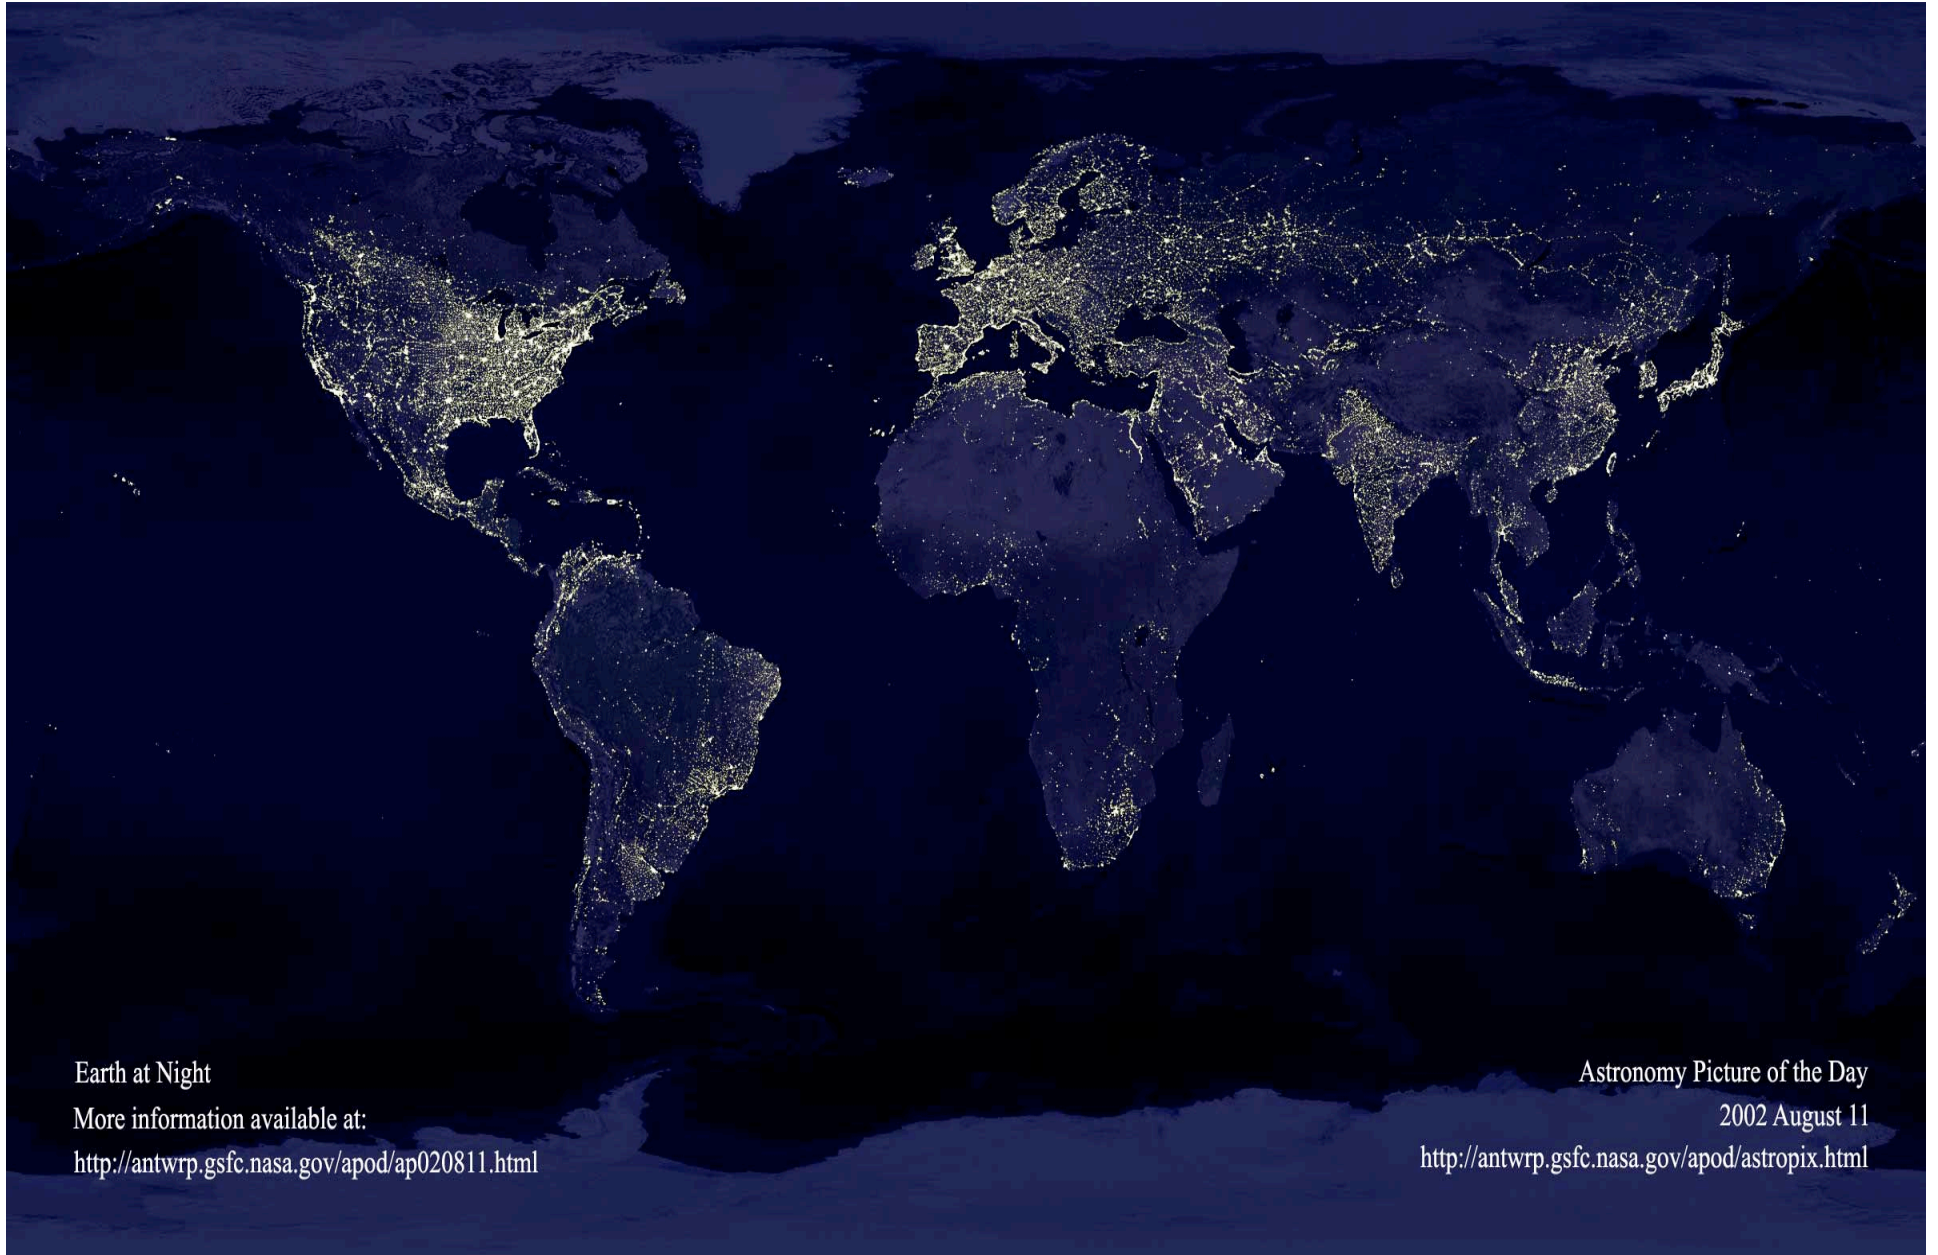 Earth at Night
More information available at:
http://antwrp.gsfc.nasa.gov/apod/ap020811.html
Astronomy Picture of the Day
2002 August 11
http://antwrp.gsfc.nasa.gov/apod/astropix.html